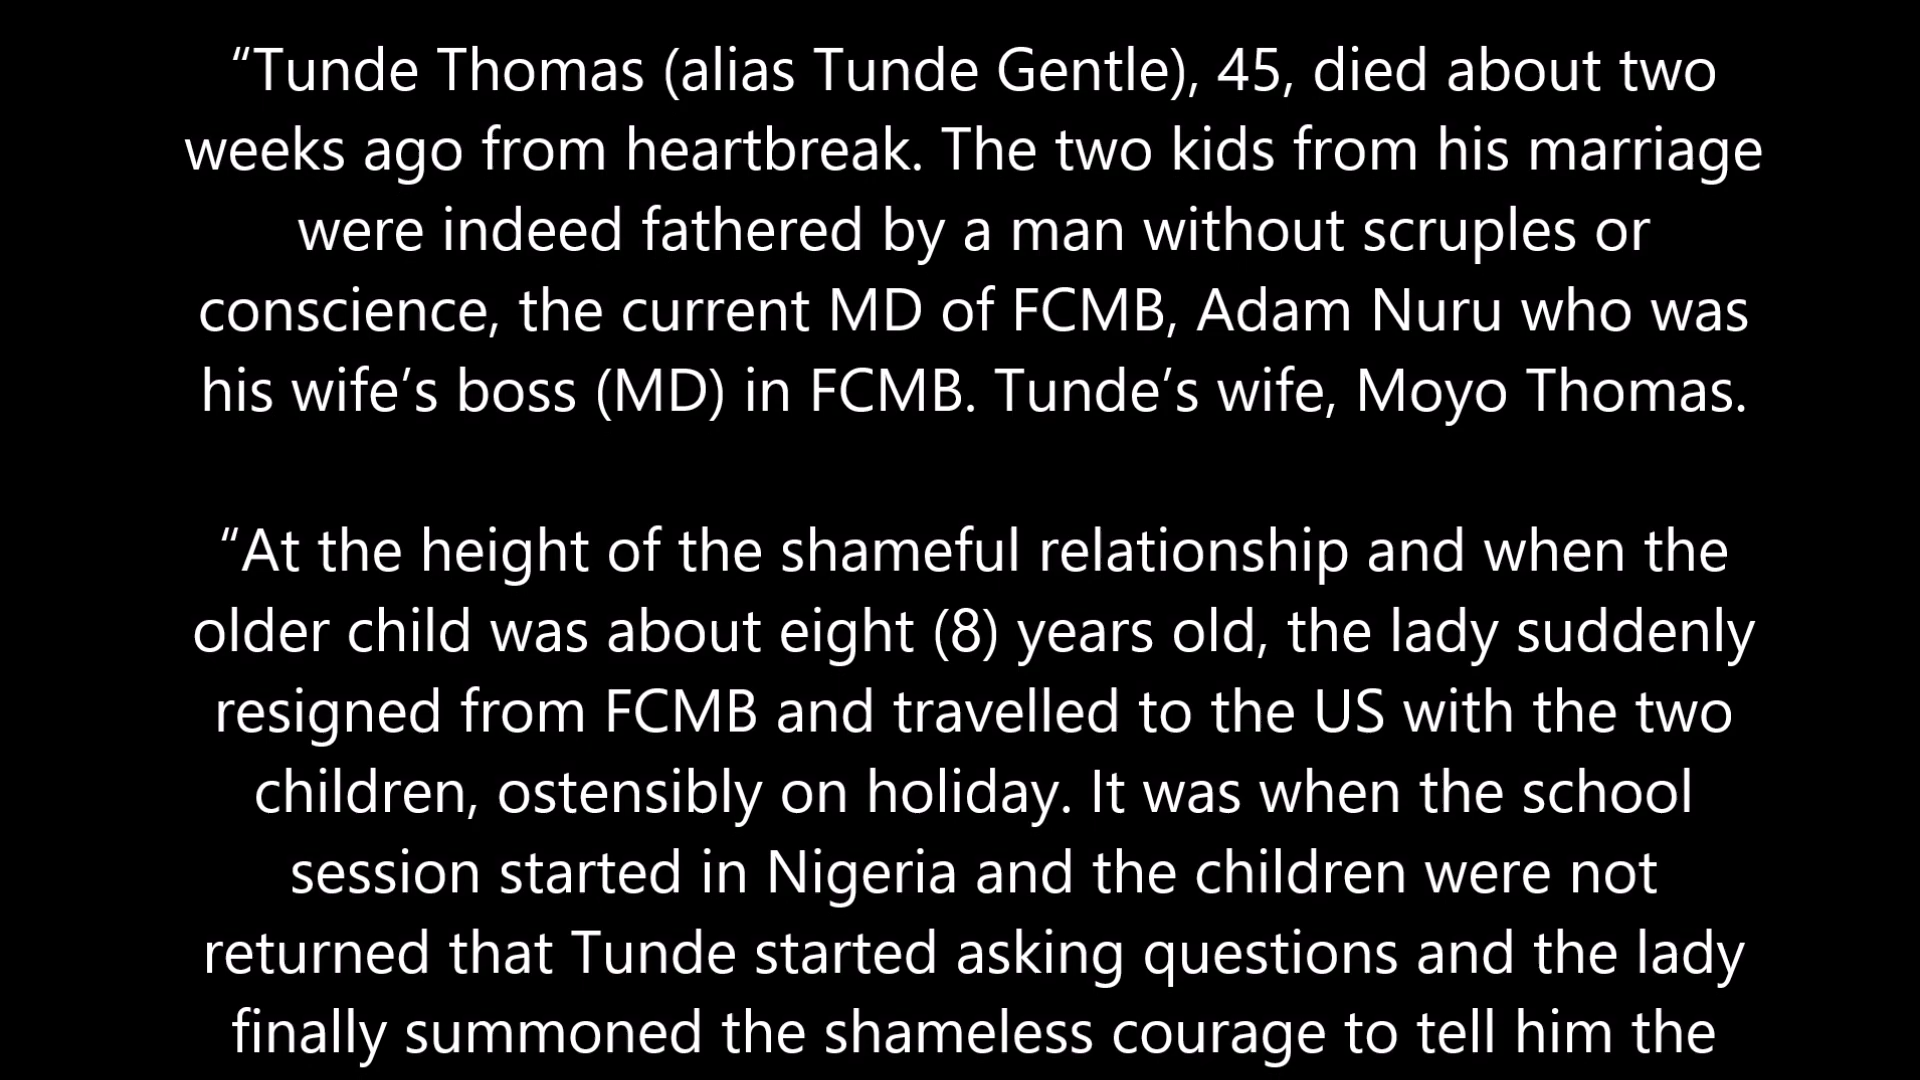 “Tunde Thomas (alias Tunde Gentle), 45, died about two
weeks ago from heartbreak. The two kids from his marriage
were indeed fathered by a man without scruples or
conscience, the current MD of FCMB, Adam Nuru who was
his wife’s boss (MD) in FCMB. Tunde’s wife, Moyo Thomas.
“At the height of the shameful relationship and when the
older child was about eight (8) years old, the lady suddenly
resigned from FCMB and travelled to the US with the two
children, ostensibly on holiday. It was when the school
session started in Nigeria and the children were not
returned that Tunde started asking questions and the lady
finally summoned the shameless courage to tell him the